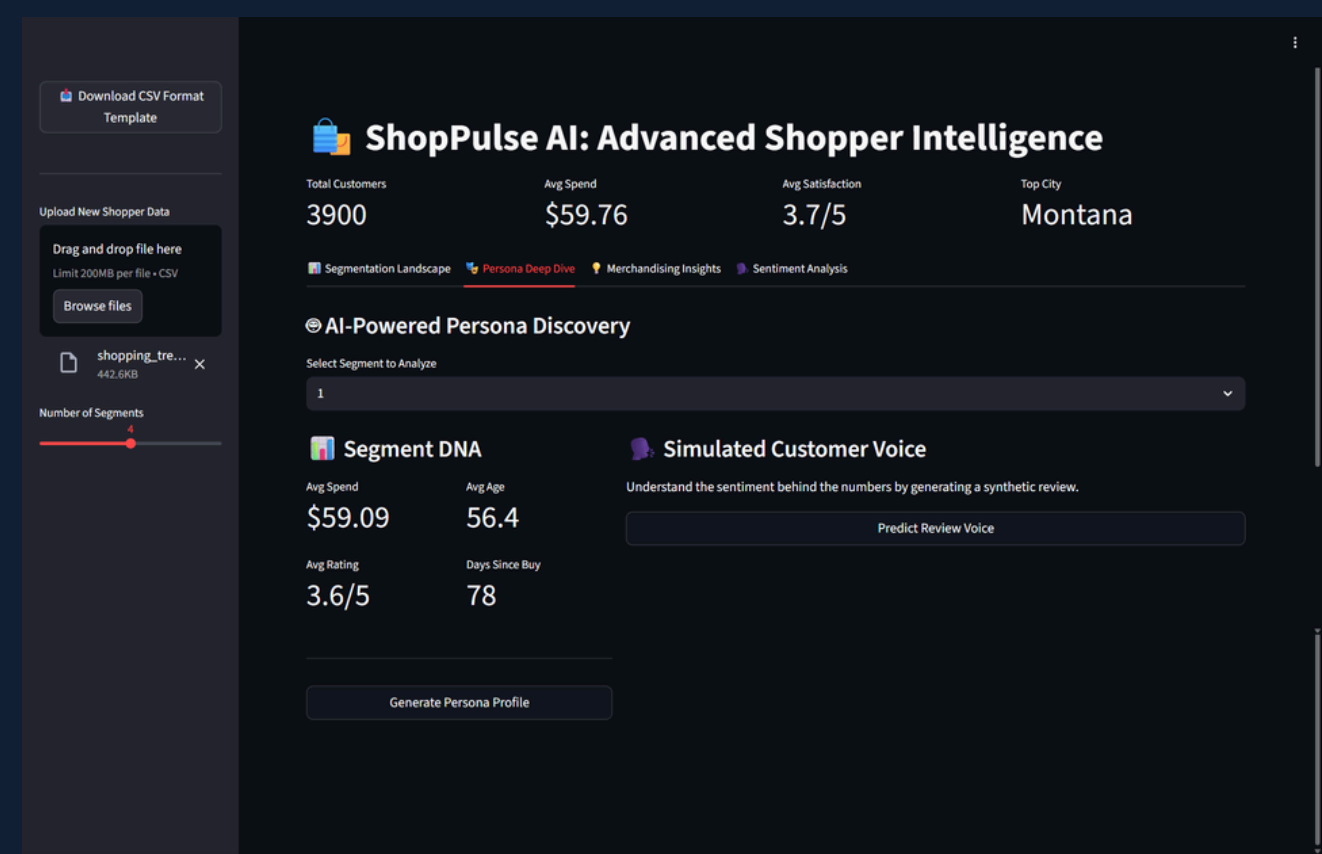 Download CSV Format
Template
Upload New Shopper Data
Drag and drop file here
Limit 200MB per file • CSV
Browse files
shopping_tre...
442.6KB
Number of Segments
4
ShopPulse AI: Advanced Shopper Intelligence
Total Customers
3900
Avg Spend
$59.76
Avg Satisfaction
3.7/5
Top City
Montana
Segmentation Landscape
Persona Deep Dive
Merchandising Insights
Sentiment Analysis
AI-Powered Persona Discovery
Select Segment to Analyze
1
Segment DNA
Avg Spend
$59.09
Avg Age
56.4
Avg Rating
3.6/5
Days Since Buy
78
Generate Persona Profile
Simulated Customer Voice
Understand the sentiment behind the numbers by generating a synthetic review.
Predict Review Voice